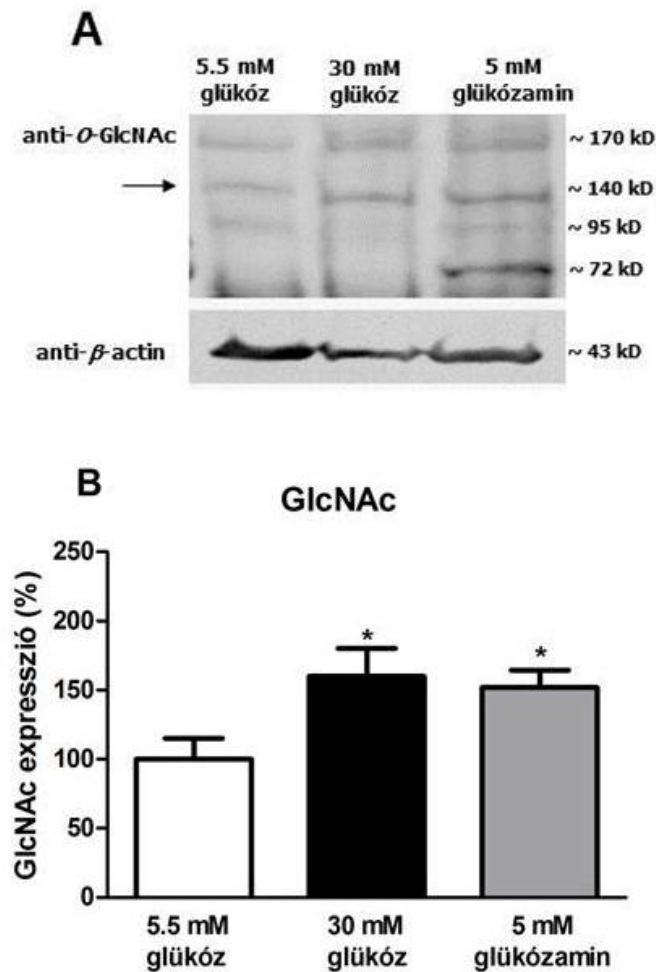 A
5.5 mM
glükóz
30 mM
glükóz
5 mM
glükózamin
anti-O-GlcNAc
~ 170 kD
~ 140 kD
~ 95 kD
~ 72 kD
anti-β-actin
~ 43 kD
B
GlcNAc
GlcNAc expresszió (%)
250
200
150
100
50
0
*
*
5.5 mM
glükóz
30 mM
glükóz
5 mM
glükózamin